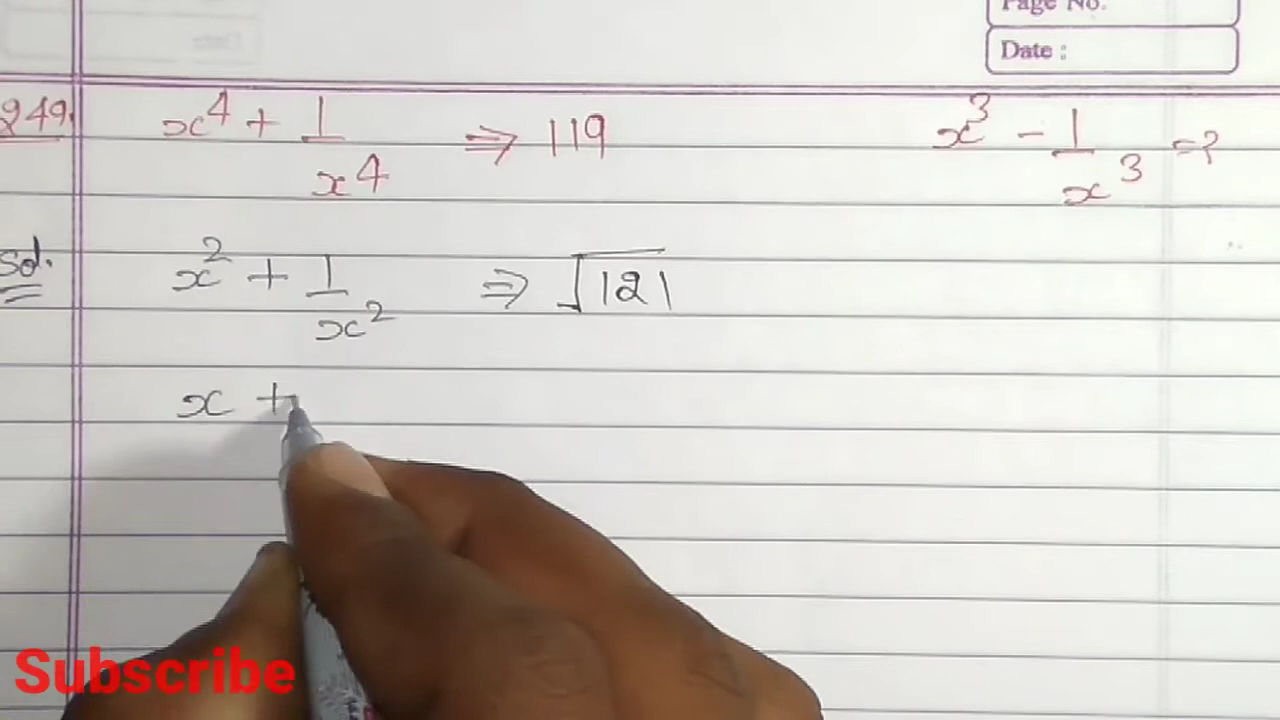 Page No.
Date :
249. x⁴ + 1/x⁴ ⇒ 119 x³ - 1/x³ = ?
Sol. x² + 1/x² ⇒ √121
x +
Subscribe